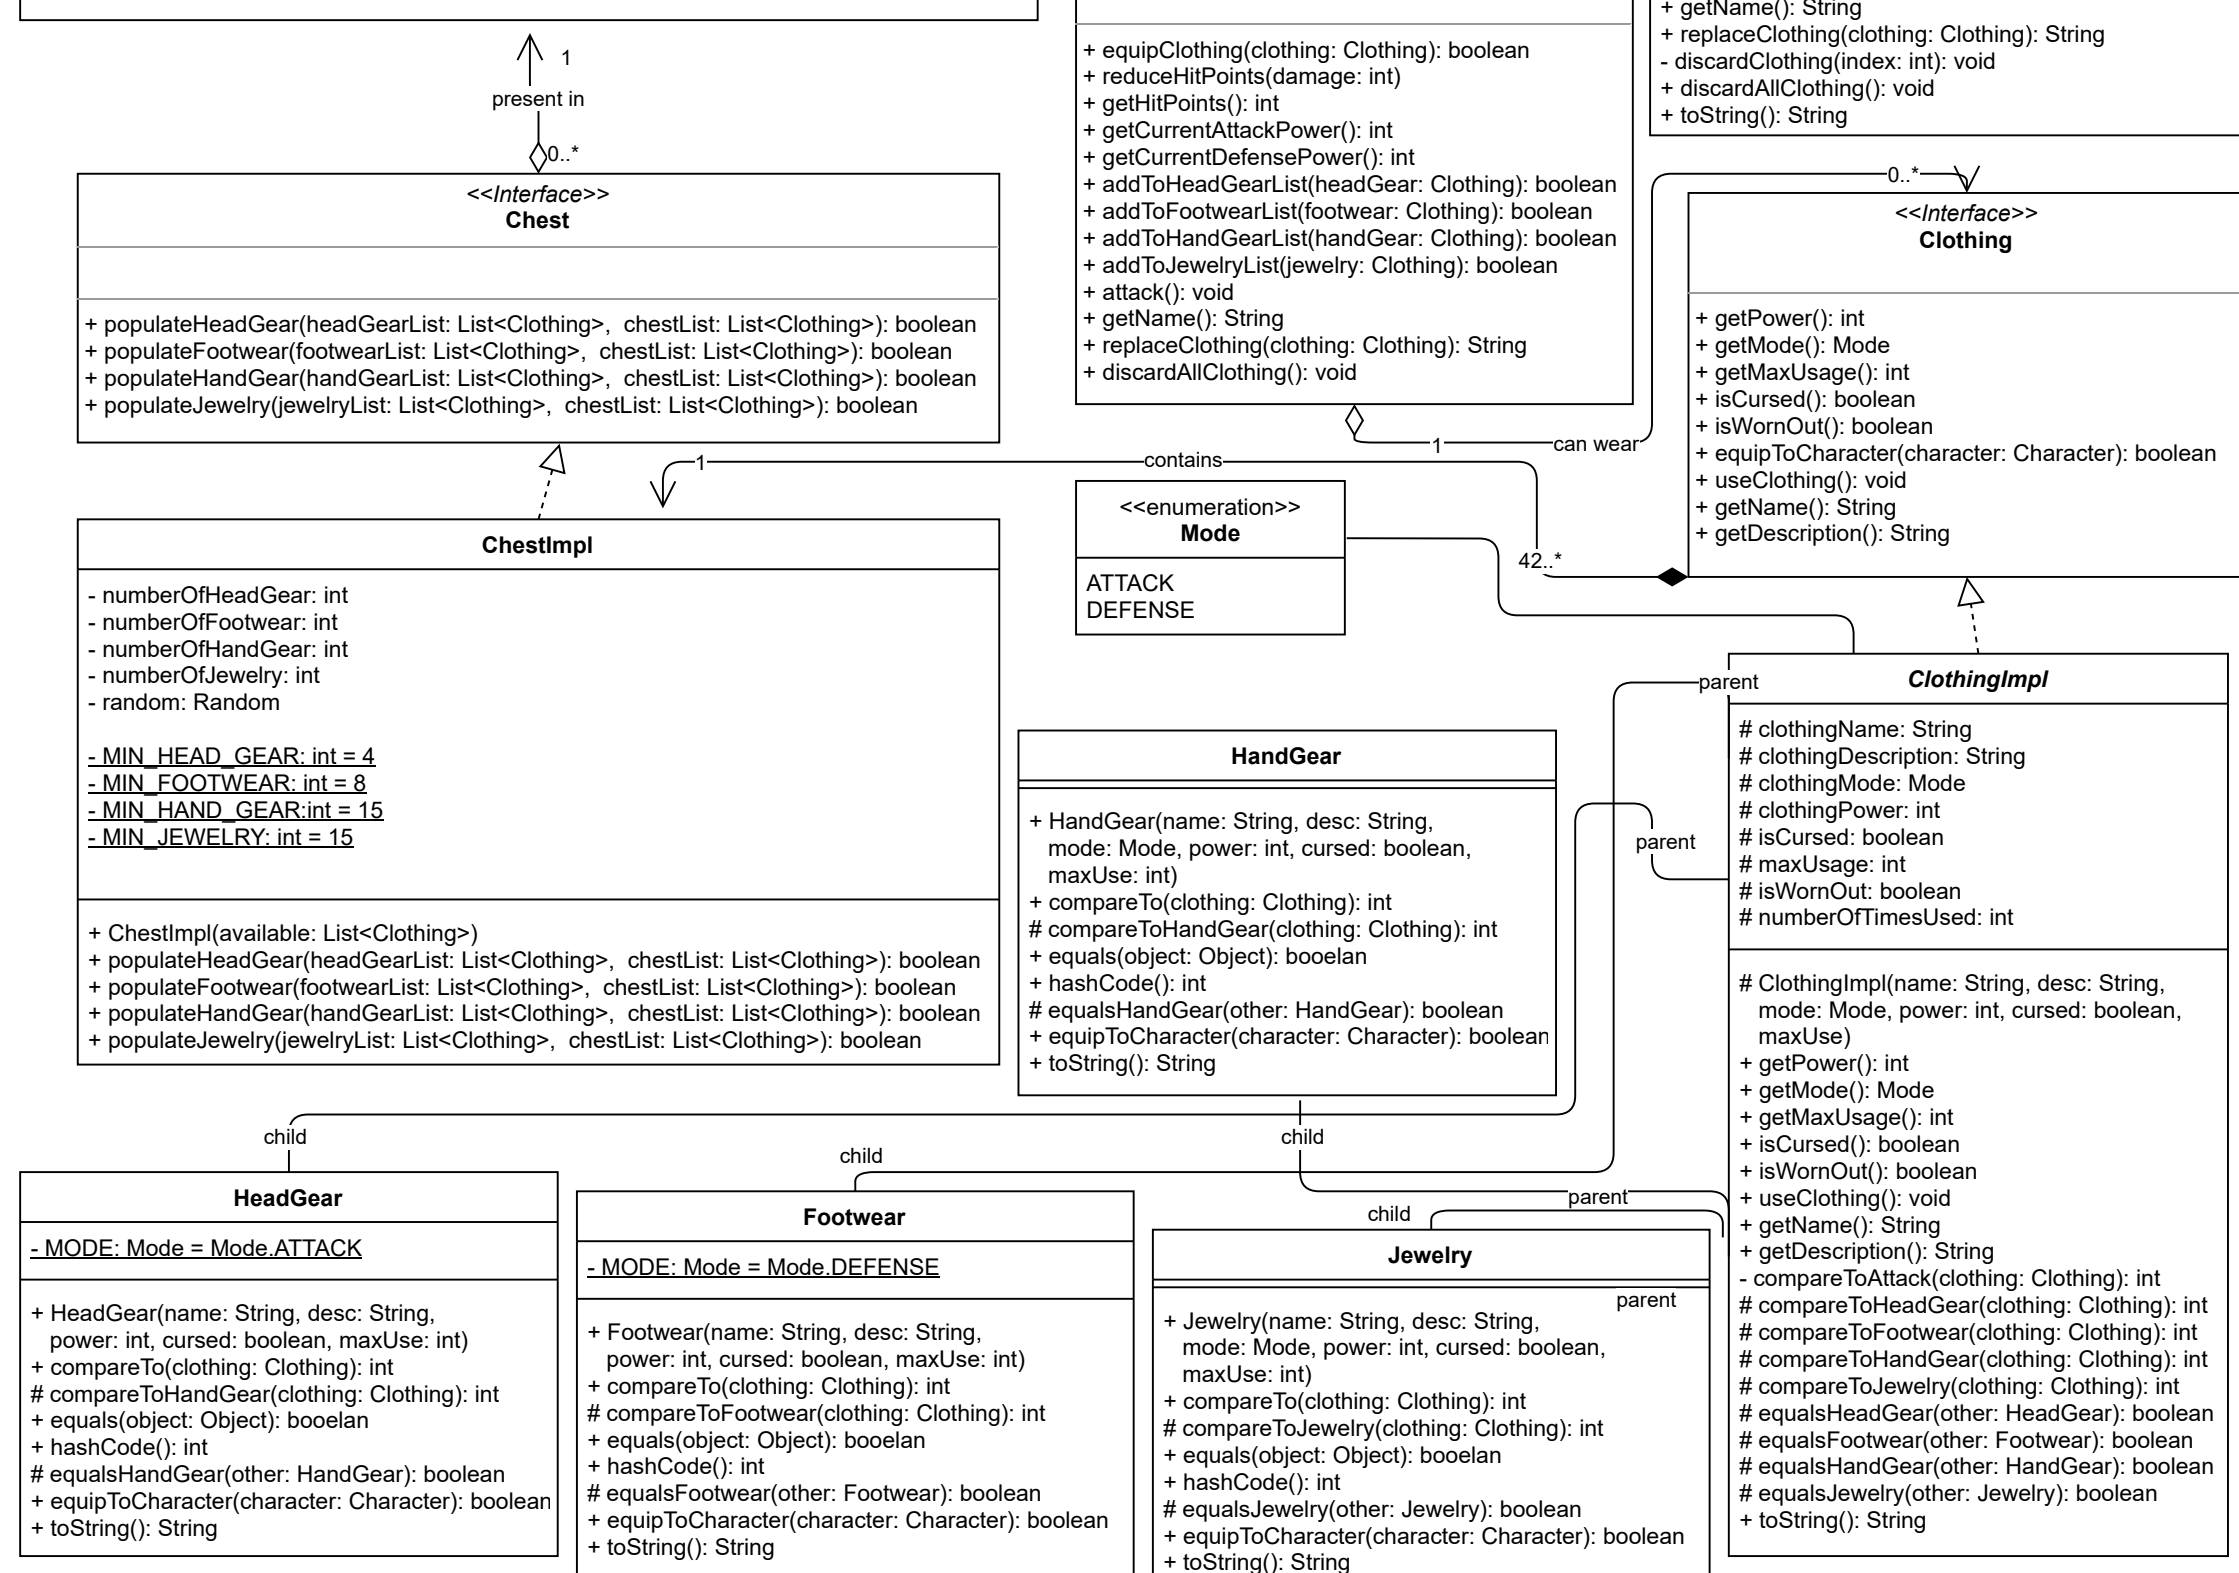 1
present in
0..*
<<Interface>>
Chest
+ populateHeadGear(headGearList: List<Clothing>,  chestList: List<Clothing>): boolean
+ populateFootwear(footwearList: List<Clothing>,  chestList: List<Clothing>): boolean
+ populateHandGear(handGearList: List<Clothing>,  chestList: List<Clothing>): boolean
+ populateJewelry(jewelryList: List<Clothing>,  chestList: List<Clothing>): boolean
+ equipClothing(clothing: Clothing): boolean
+ reduceHitPoints(damage: int)
+ getHitPoints(): int
+ getCurrentAttackPower(): int
+ getCurrentDefensePower(): int
+ addToHeadGearList(headGear: Clothing): boolean
+ addToFootwearList(footwear: Clothing): boolean
+ addToHandGearList(handGear: Clothing): boolean
+ addToJewelryList(jewelry: Clothing): boolean
+ attack(): void
+ getName(): String
+ replaceClothing(clothing: Clothing): String
+ discardAllClothing(): void
+ getName(): String
+ replaceClothing(clothing: Clothing): String
- discardClothing(index: int): void
+ discardAllClothing(): void
+ toString(): String
0..*
<<Interface>>
Clothing
+ getPower(): int
+ getMode(): Mode
+ getMaxUsage(): int
+ isCursed(): boolean
+ isWornOut(): boolean
+ equipToCharacter(character: Character): boolean
+ useClothing(): void
+ getName(): String
+ getDescription(): String
1
can wear
1
contains
42..*
<<enumeration>>
Mode
ATTACK
DEFENSE
ChestImpl
- numberOfHeadGear: int
- numberOfFootwear: int
- numberOfHandGear: int
- numberOfJewelry: int
- random: Random
- MIN_HEAD_GEAR: int = 4
- MIN_FOOTWEAR: int = 8
- MIN_HAND_GEAR:int = 15
- MIN_JEWELRY: int = 15
+ ChestImpl(available: List<Clothing>)
+ populateHeadGear(headGearList: List<Clothing>,  chestList: List<Clothing>): boolean
+ populateFootwear(footwearList: List<Clothing>,  chestList: List<Clothing>): boolean
+ populateHandGear(handGearList: List<Clothing>,  chestList: List<Clothing>): boolean
+ populateJewelry(jewelryList: List<Clothing>,  chestList: List<Clothing>): boolean
HandGear
+ HandGear(name: String, desc: String,
mode: Mode, power: int, cursed: boolean,
maxUse: int)
+ compareTo(clothing: Clothing): int
# compareToHandGear(clothing: Clothing): int
+ equals(object: Object): booelan
+ hashCode(): int
# equalsHandGear(other: HandGear): boolean
+ equipToCharacter(character: Character): boolean
+ toString(): String
parent
parent
ClothingImpl
# clothingName: String
# clothingDescription: String
# clothingMode: Mode
# clothingPower: int
# isCursed: boolean
# maxUsage: int
# isWornOut: boolean
# numberOfTimesUsed: int
# ClothingImpl(name: String, desc: String,
mode: Mode, power: int, cursed: boolean,
maxUse)
+ getPower(): int
+ getMode(): Mode
+ getMaxUsage(): int
+ isCursed(): boolean
+ isWornOut(): boolean
+ useClothing(): void
+ getName(): String
+ getDescription(): String
- compareToAttack(clothing: Clothing): int
# compareToHeadGear(clothing: Clothing): int
# compareToFootwear(clothing: Clothing): int
# compareToHandGear(clothing: Clothing): int
# compareToJewelry(clothing: Clothing): int
# equalsHeadGear(other: HeadGear): boolean
# equalsFootwear(other: Footwear): boolean
# equalsHandGear(other: HandGear): boolean
# equalsJewelry(other: Jewelry): boolean
+ toString(): String
child
HeadGear
- MODE: Mode = Mode.ATTACK
+ HeadGear(name: String, desc: String,
power: int, cursed: boolean, maxUse: int)
+ compareTo(clothing: Clothing): int
# compareToHandGear(clothing: Clothing): int
+ equals(object: Object): booelan
+ hashCode(): int
# equalsHandGear(other: HandGear): boolean
+ equipToCharacter(character: Character): boolean
+ toString(): String
child
Footwear
- MODE: Mode = Mode.DEFENSE
+ Footwear(name: String, desc: String,
power: int, cursed: boolean, maxUse: int)
+ compareTo(clothing: Clothing): int
# compareToFootwear(clothing: Clothing): int
+ equals(object: Object): booelan
+ hashCode(): int
# equalsFootwear(other: Footwear): boolean
+ equipToCharacter(character: Character): boolean
+ toString(): String
child
parent
child
Jewelry
parent
+ Jewelry(name: String, desc: String,
mode: Mode, power: int, cursed: boolean,
maxUse: int)
+ compareTo(clothing: Clothing): int
# compareToJewelry(clothing: Clothing): int
+ equals(object: Object): booelan
+ hashCode(): int
# equalsJewelry(other: Jewelry): boolean
+ equipToCharacter(character: Character): boolean
+ toString(): String